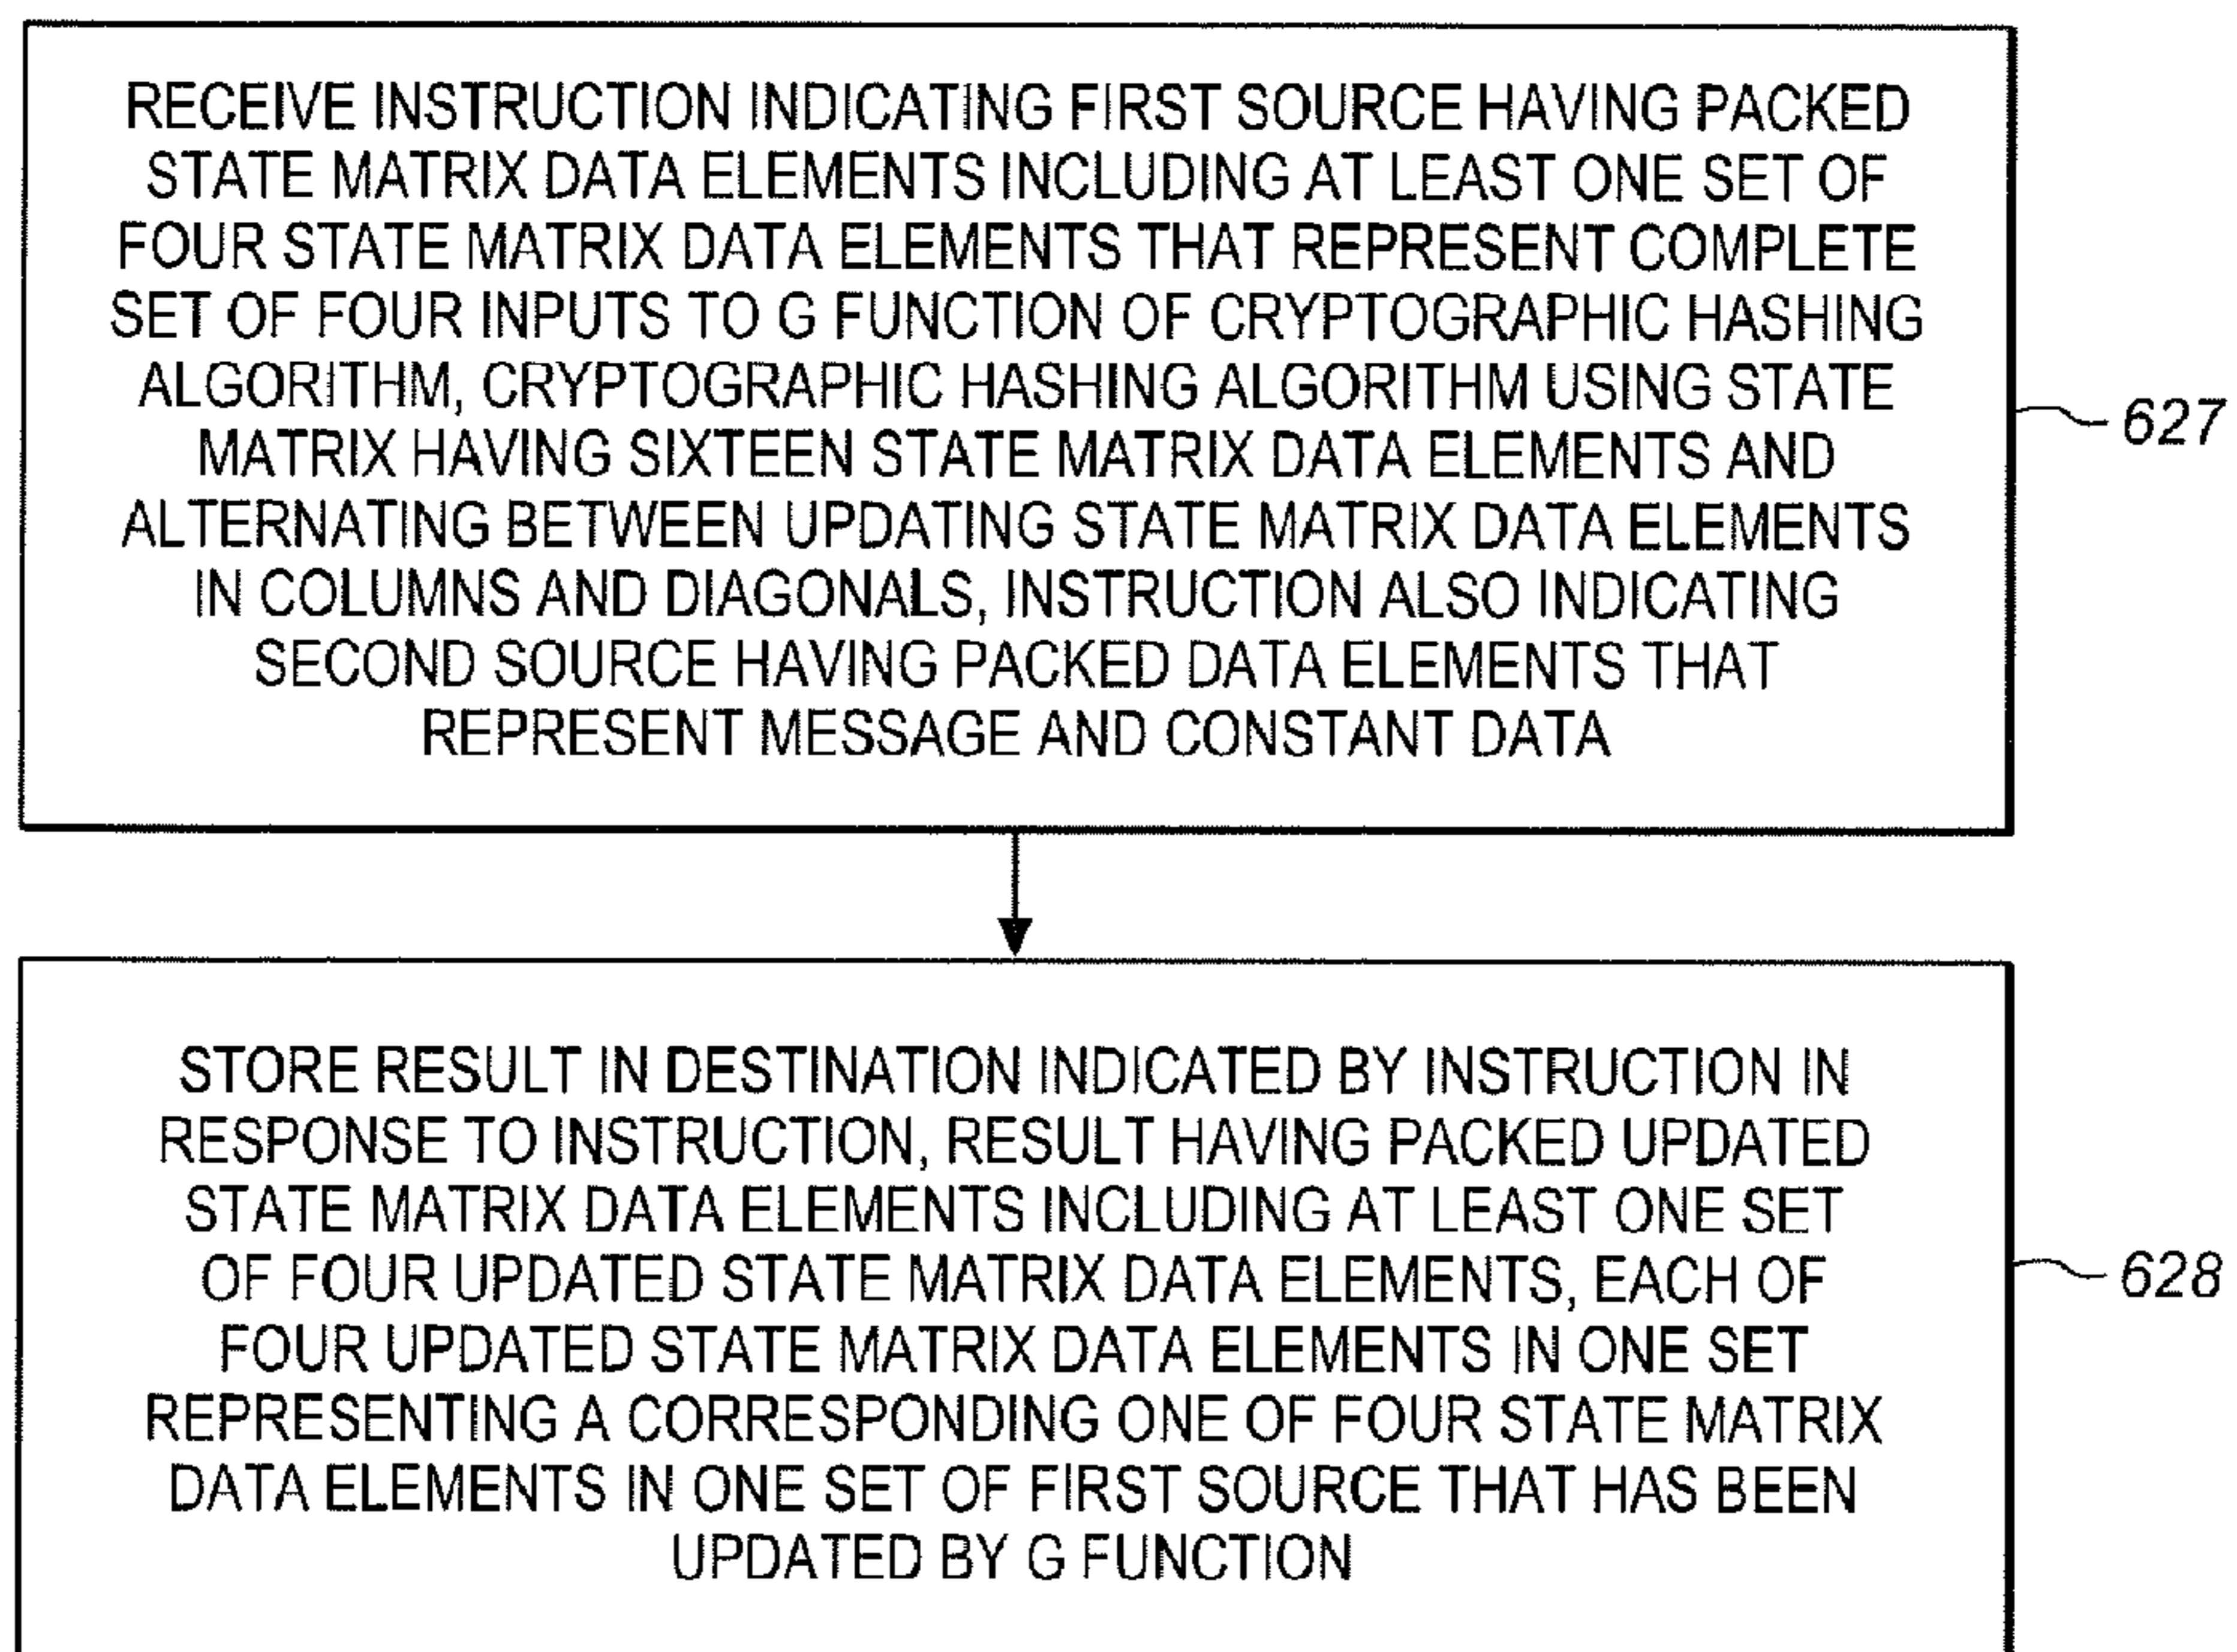 RECEIVE INSTRUCTION INDICATING FIRST SOURCE HAVING PACKED
STATE MATRIX DATA ELEMENTS INCLUDING AT LEAST ONE SET OF
FOUR STATE MATRIX DATA ELEMENTS THAT REPRESENT COMPLETE
SET OF FOUR INPUTS TO G FUNCTION OF CRYPTOGRAPHIC HASHING
ALGORITHM, CRYPTOGRAPHIC HASHING ALGORITHM USING STATE
MATRIX HAVING SIXTEEN STATE MATRIX DATA ELEMENTS AND
ALTERNATING BETWEEN UPDATING STATE MATRIX DATA ELEMENTS
IN COLUMNS AND DIAGONALS, INSTRUCTION ALSO INDICATING
SECOND SOURCE HAVING PACKED DATA ELEMENTS THAT
REPRESENT MESSAGE AND CONSTANT DATA
627
STORE RESULT IN DESTINATION INDICATED BY INSTRUCTION IN
RESPONSE TO INSTRUCTION, RESULT HAVING PACKED UPDATED
STATE MATRIX DATA ELEMENTS INCLUDING AT LEAST ONE SET
OF FOUR UPDATED STATE MATRIX DATA ELEMENTS, EACH OF
FOUR UPDATED STATE MATRIX DATA ELEMENTS IN ONE SET
REPRESENTING A CORRESPONDING ONE OF FOUR STATE MATRIX
DATA ELEMENTS IN ONE SET OF FIRST SOURCE THAT HAS BEEN
UPDATED BY G FUNCTION
628